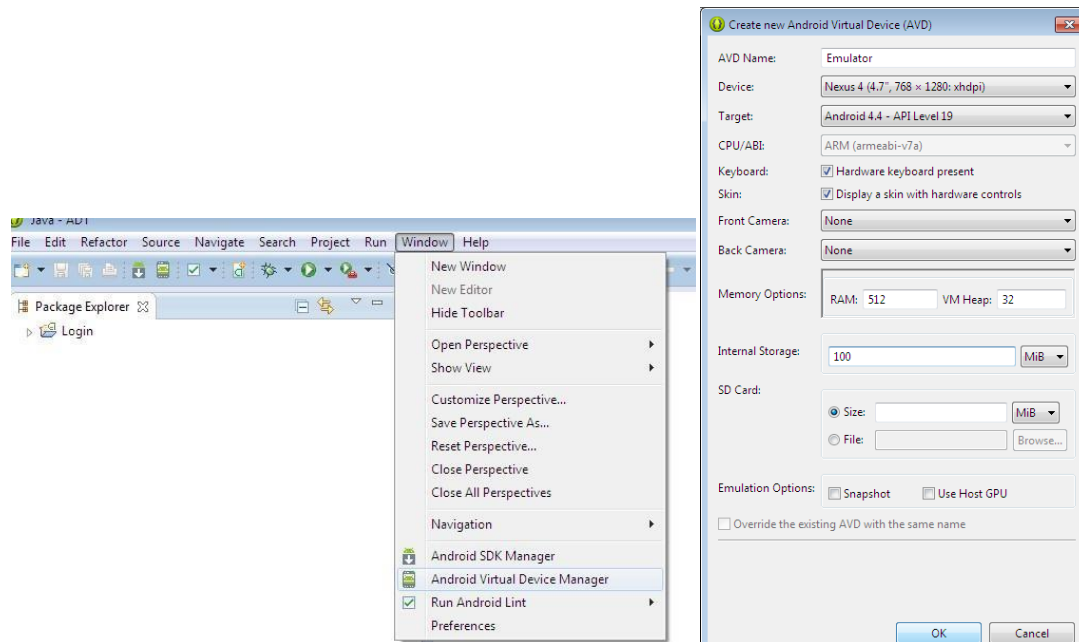 Java - ADT
File Edit Refactor Source Navigate Search Project Run Window Help
Package Explorer
Login
New Window
New Editor
Hide Toolbar
Open Perspective
Show View
Customize Perspective...
Save Perspective As...
Reset Perspective...
Close Perspective
Close All Perspectives
Navigation
Android SDK Manager
Android Virtual Device Manager
Run Android Lint
Preferences
Create new Android Virtual Device (AVD)
AVD Name: Emulator
Device: Nexus 4 (4.7", 768 × 1280: xhdpi)
Target: Android 4.4 - API Level 19
CPU/ABI: ARM (armeabi-v7a)
Keyboard: Hardware keyboard present
Skin: Display a skin with hardware controls
Front Camera: None
Back Camera: None
Memory Options: RAM: 512 VM Heap: 32
Internal Storage: 100 MiB
SD Card:
Size: MiB
File: Browse...
Emulation Options: Snapshot Use Host GPU
Override the existing AVD with the same name
OK Cancel